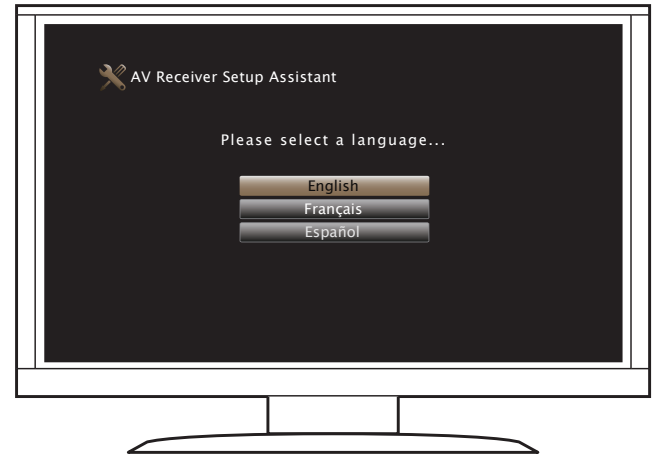 AV Receiver Setup Assistant
Please select a language...
English
Français
Español